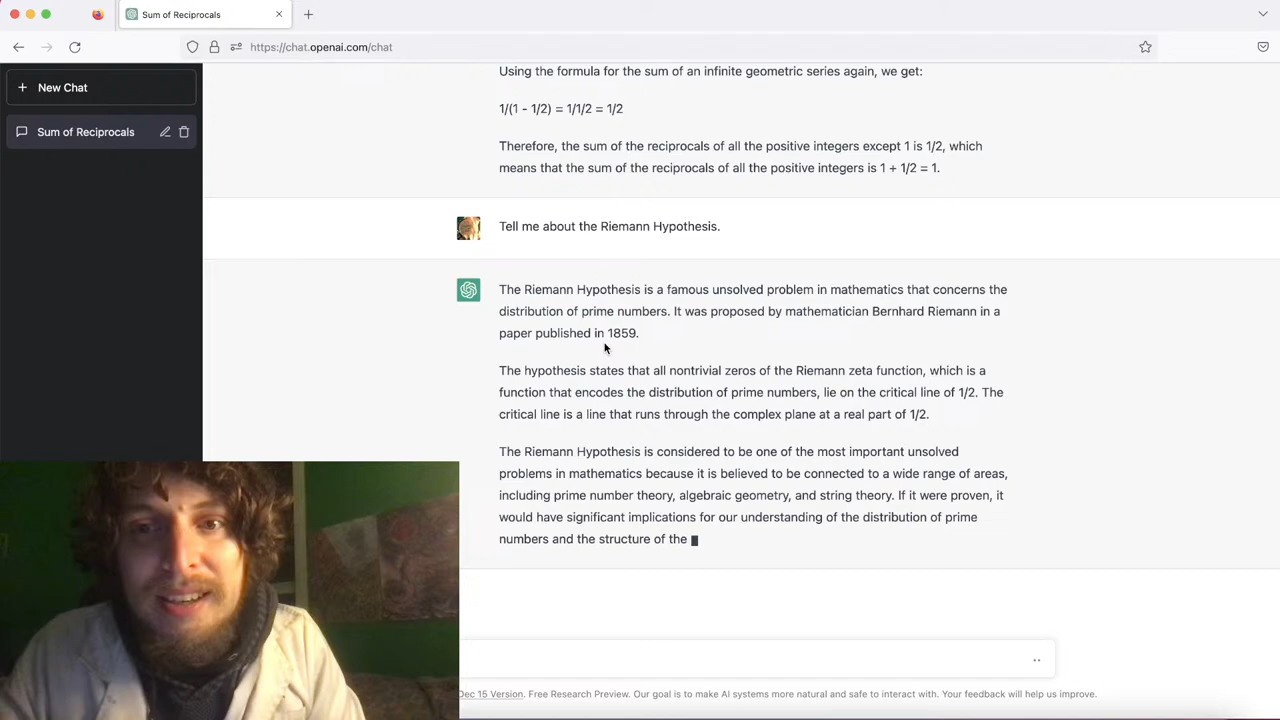 Sum of Reciprocals
https://chat.openai.com/chat
New Chat
Sum of Reciprocals
Using the formula for the sum of an infinite geometric series again, we get:
1/(1 - 1/2) = 1/1/2 = 1/2
Therefore, the sum of the reciprocals of all the positive integers except 1 is 1/2, which
means that the sum of the reciprocals of all the positive integers is 1 + 1/2 = 1.
Tell me about the Riemann Hypothesis.
The Riemann Hypothesis is a famous unsolved problem in mathematics that concerns the
distribution of prime numbers. It was proposed by mathematician Bernhard Riemann in a
paper published in 1859.
The hypothesis states that all nontrivial zeros of the Riemann zeta function, which is a
function that encodes the distribution of prime numbers, lie on the critical line of 1/2. The
critical line is a line that runs through the complex plane at a real part of 1/2.
The Riemann Hypothesis is considered to be one of the most important unsolved
problems in mathematics because it is believed to be connected to a wide range of areas,
including prime number theory, algebraic geometry, and string theory. If it were proven, it
would have significant implications for our understanding of the distribution of prime
numbers and the structure of the
Dec 15 Version. Free Research Preview. Our goal is to make AI systems more natural and safe to interact with. Your feedback will help us improve.